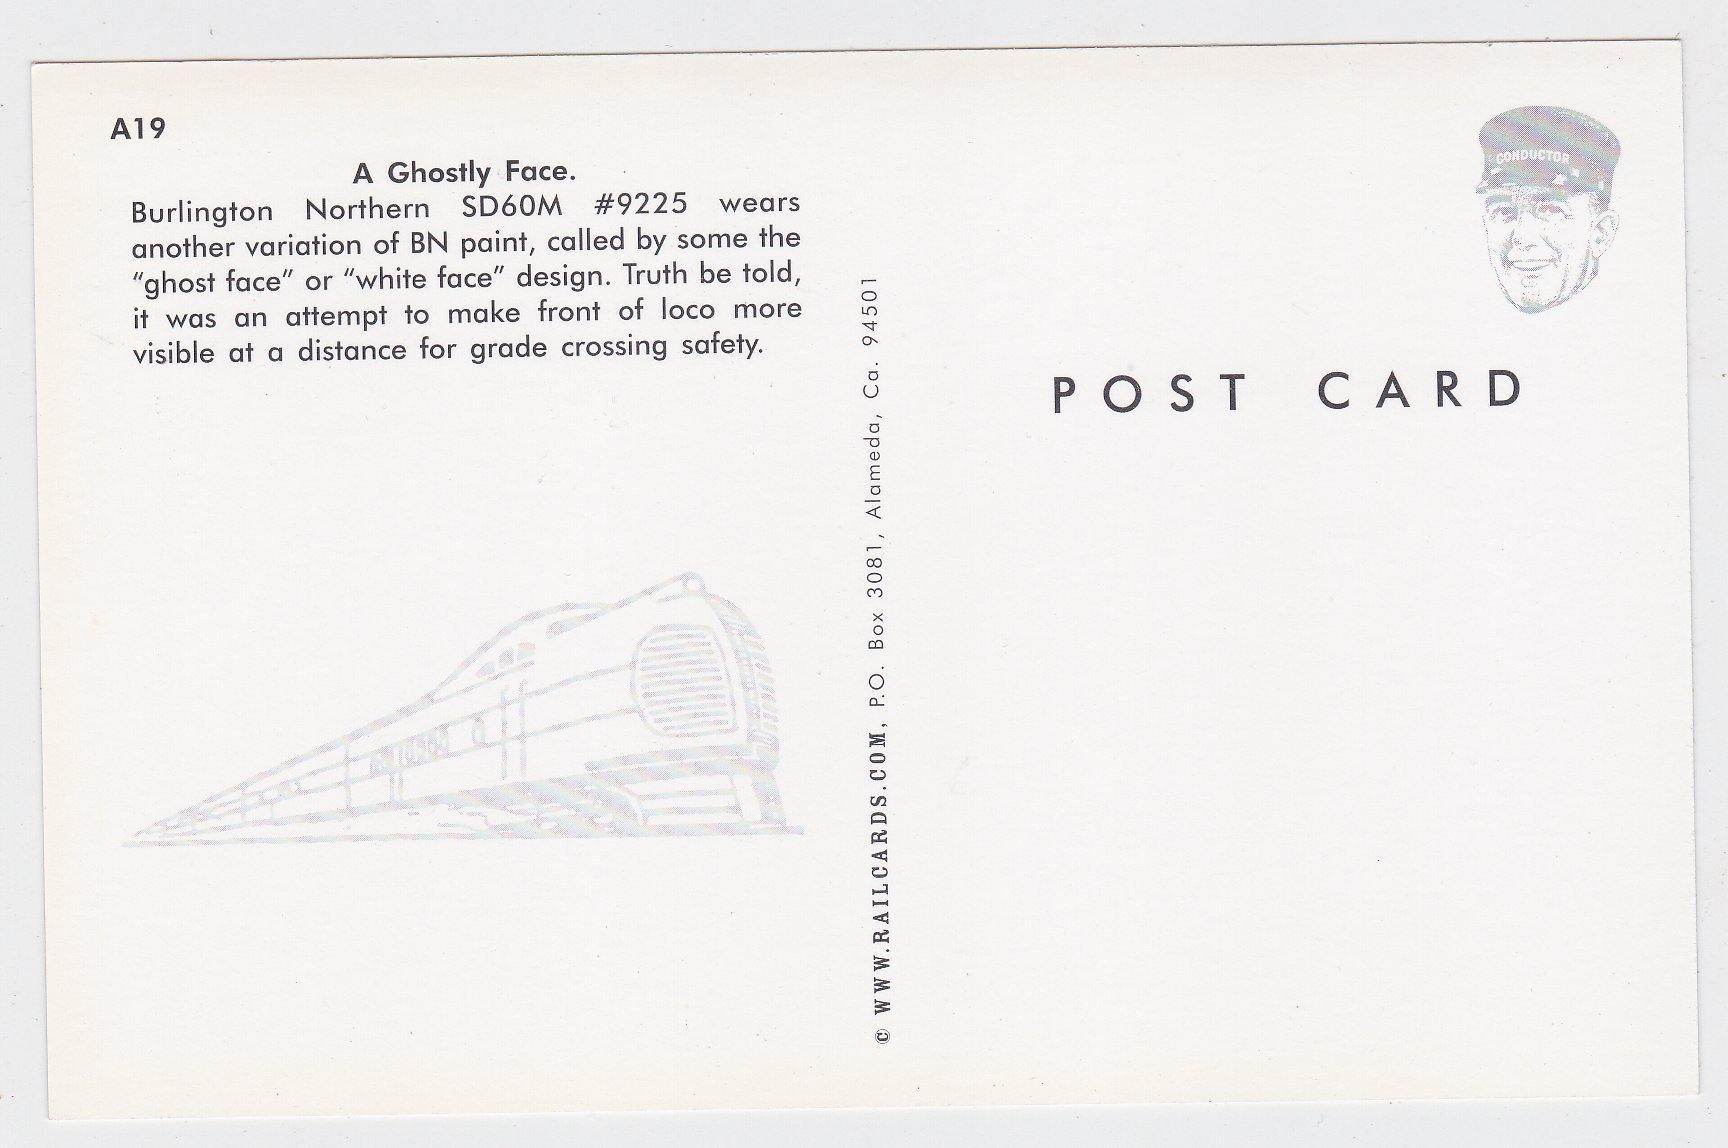 A19
A Ghostly Face.
Burlington Northern SD60M #9225 wears
another variation of BN paint, called by some the
“ghost face” or “white face” design. Truth be told,
it was an attempt to make front of loco more
visible at a distance for grade crossing safety.
© WWW.RAILCARDS.COM, P.O. Box 3081, Alameda, Ca. 94501
CONDUCTOR
POST CARD